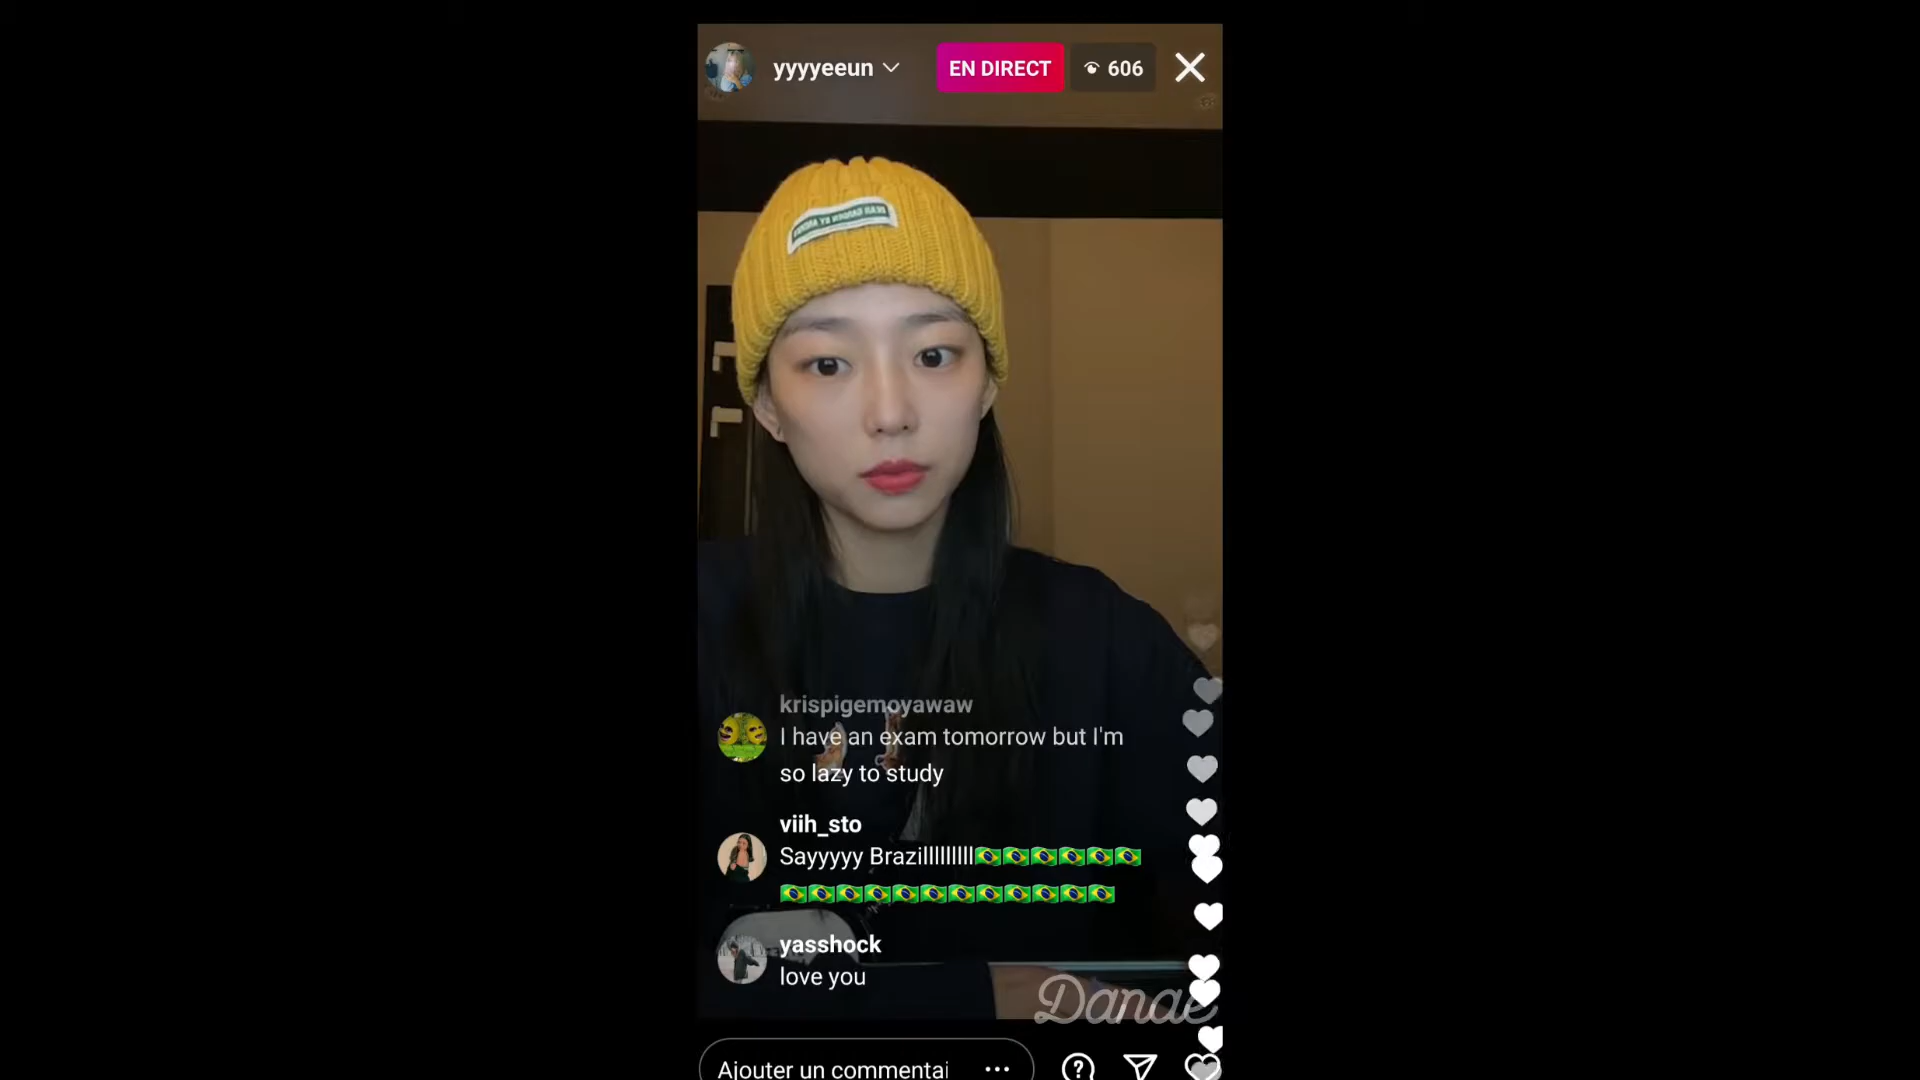 yyyyeeun
EN DIRECT
606
krispigemoyawaw
I have an exam tomorrow but I'm
so lazy to study
viih_sto
Sayyyyy Brazilllllllll🇧🇷🇧🇷🇧🇷🇧🇷🇧🇷🇧🇷
🇧🇷🇧🇷🇧🇷🇧🇷🇧🇷🇧🇷🇧🇷🇧🇷🇧🇷🇧🇷🇧🇷🇧🇷
yasshock
love you
Danae
Ajouter un commentai